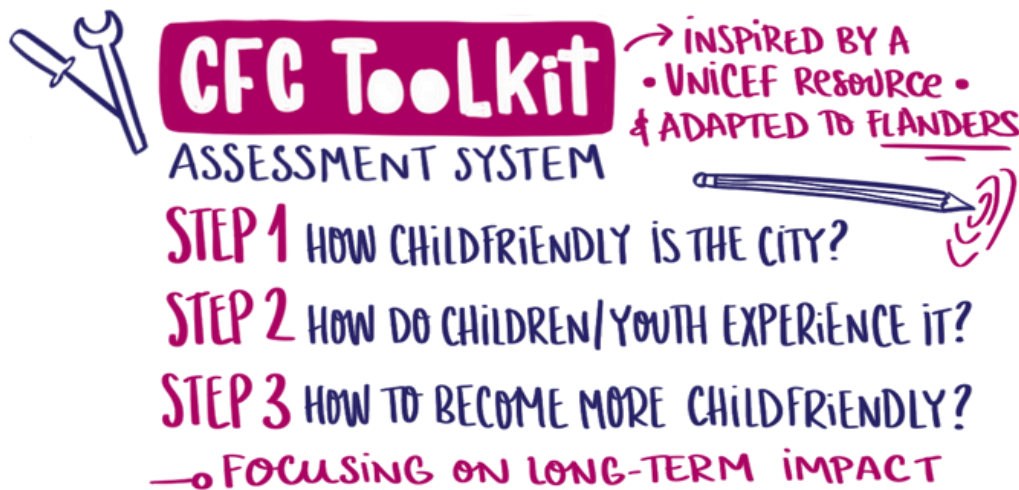 CFC TOOLKIT
→ INSPIRED BY A
• UNICEF RESOURCE •
& ADAPTED TO FLANDERS
ASSESSMENT SYSTEM
STEP 1 HOW CHILDFRIENDLY IS THE CITY?
STEP 2 HOW DO CHILDREN/YOUTH EXPERIENCE IT?
STEP 3 HOW TO BECOME MORE CHILDFRIENDLY?
FOCUSING ON LONG-TERM IMPACT